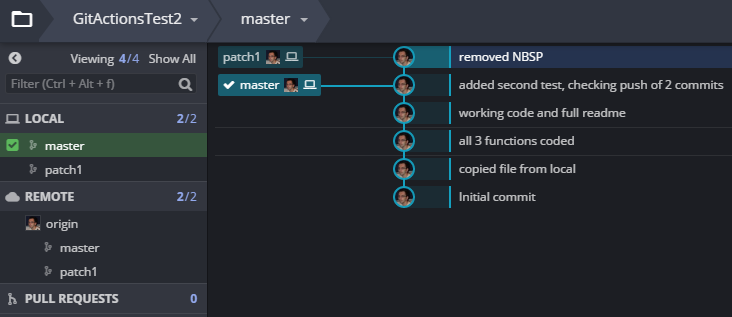 GitActionsTest2
master
Viewing 4/4 Show All
Filter (Ctrl + Alt + f)
LOCAL 2/2
master
patch1
REMOTE 2/2
origin
master
patch1
PULL REQUESTS 0
patch1 removed NBSP
master added second test, checking push of 2 commits
working code and full readme
all 3 functions coded
copied file from local
Initial commit